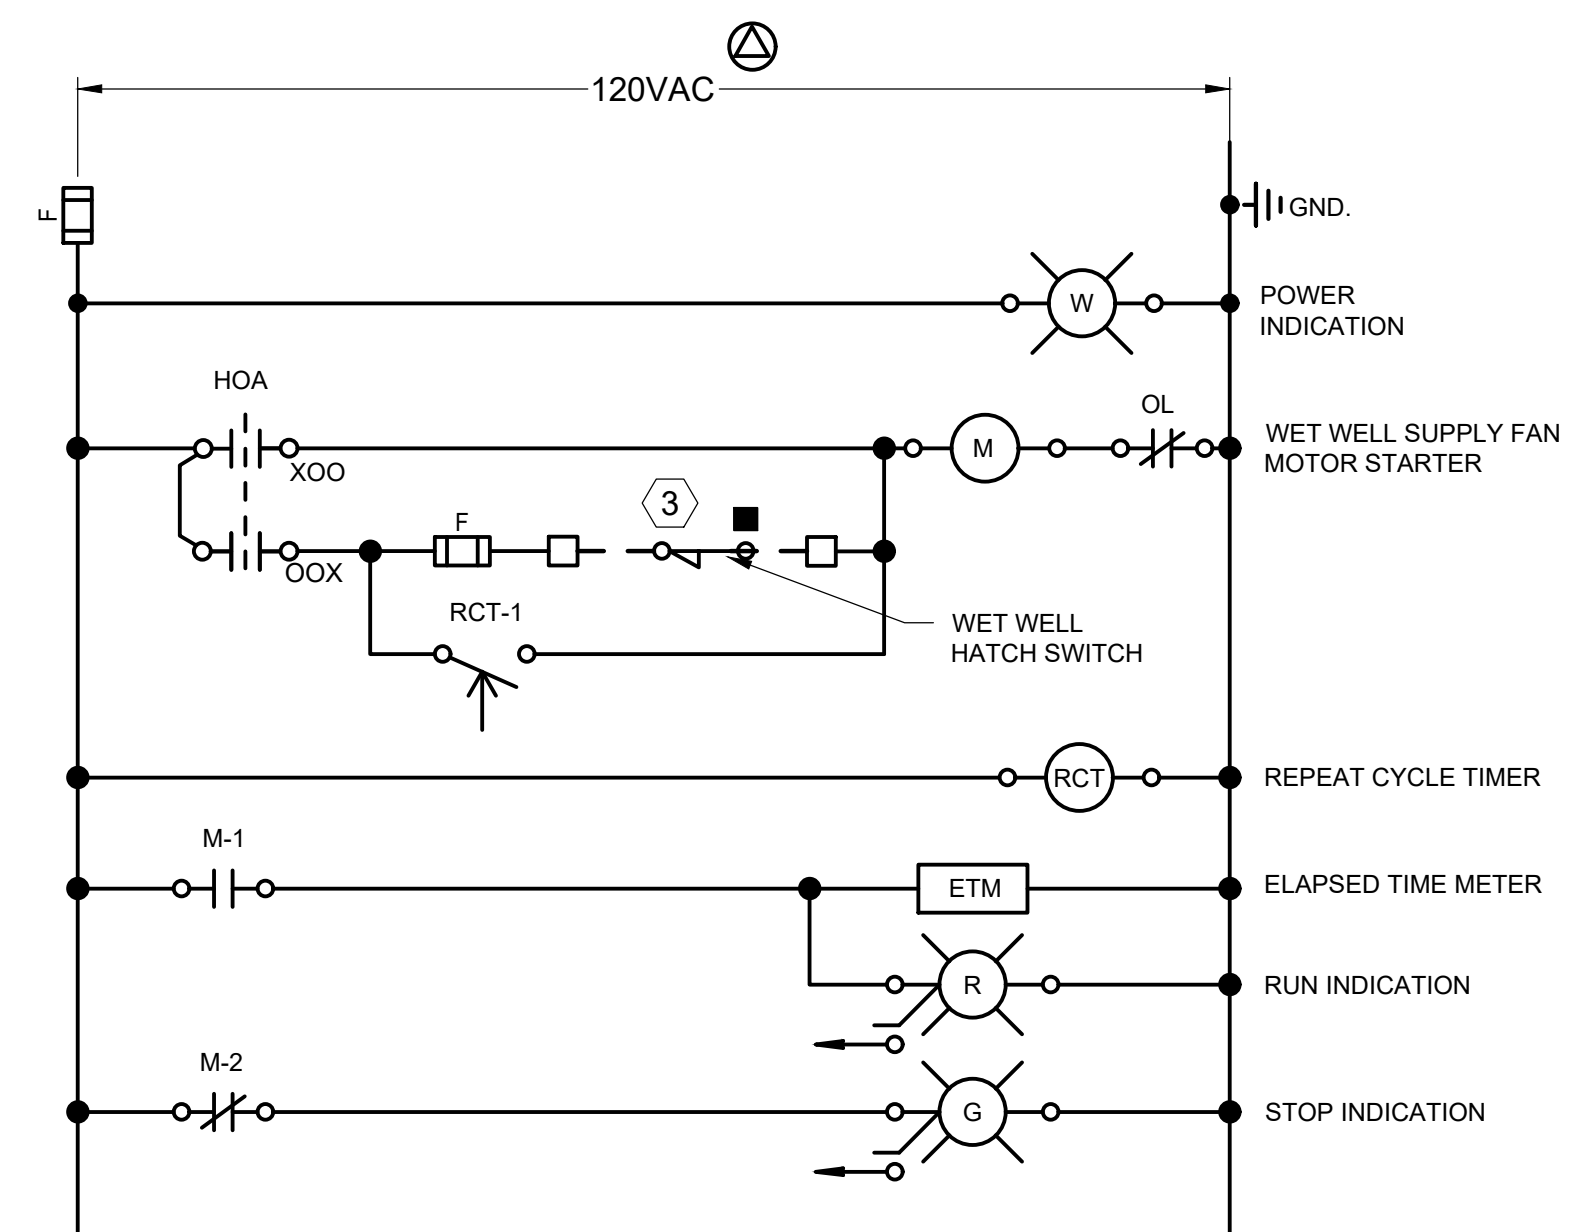 120VAC
F
GND.
W
POWER
INDICATION
HOA
XOO
M
OL
WET WELL SUPPLY FAN
MOTOR STARTER
OOX
F
3
WET WELL
HATCH SWITCH
RCT-1
RCT
REPEAT CYCLE TIMER
M-1
ETM
ELAPSED TIME METER
R
RUN INDICATION
M-2
G
STOP INDICATION